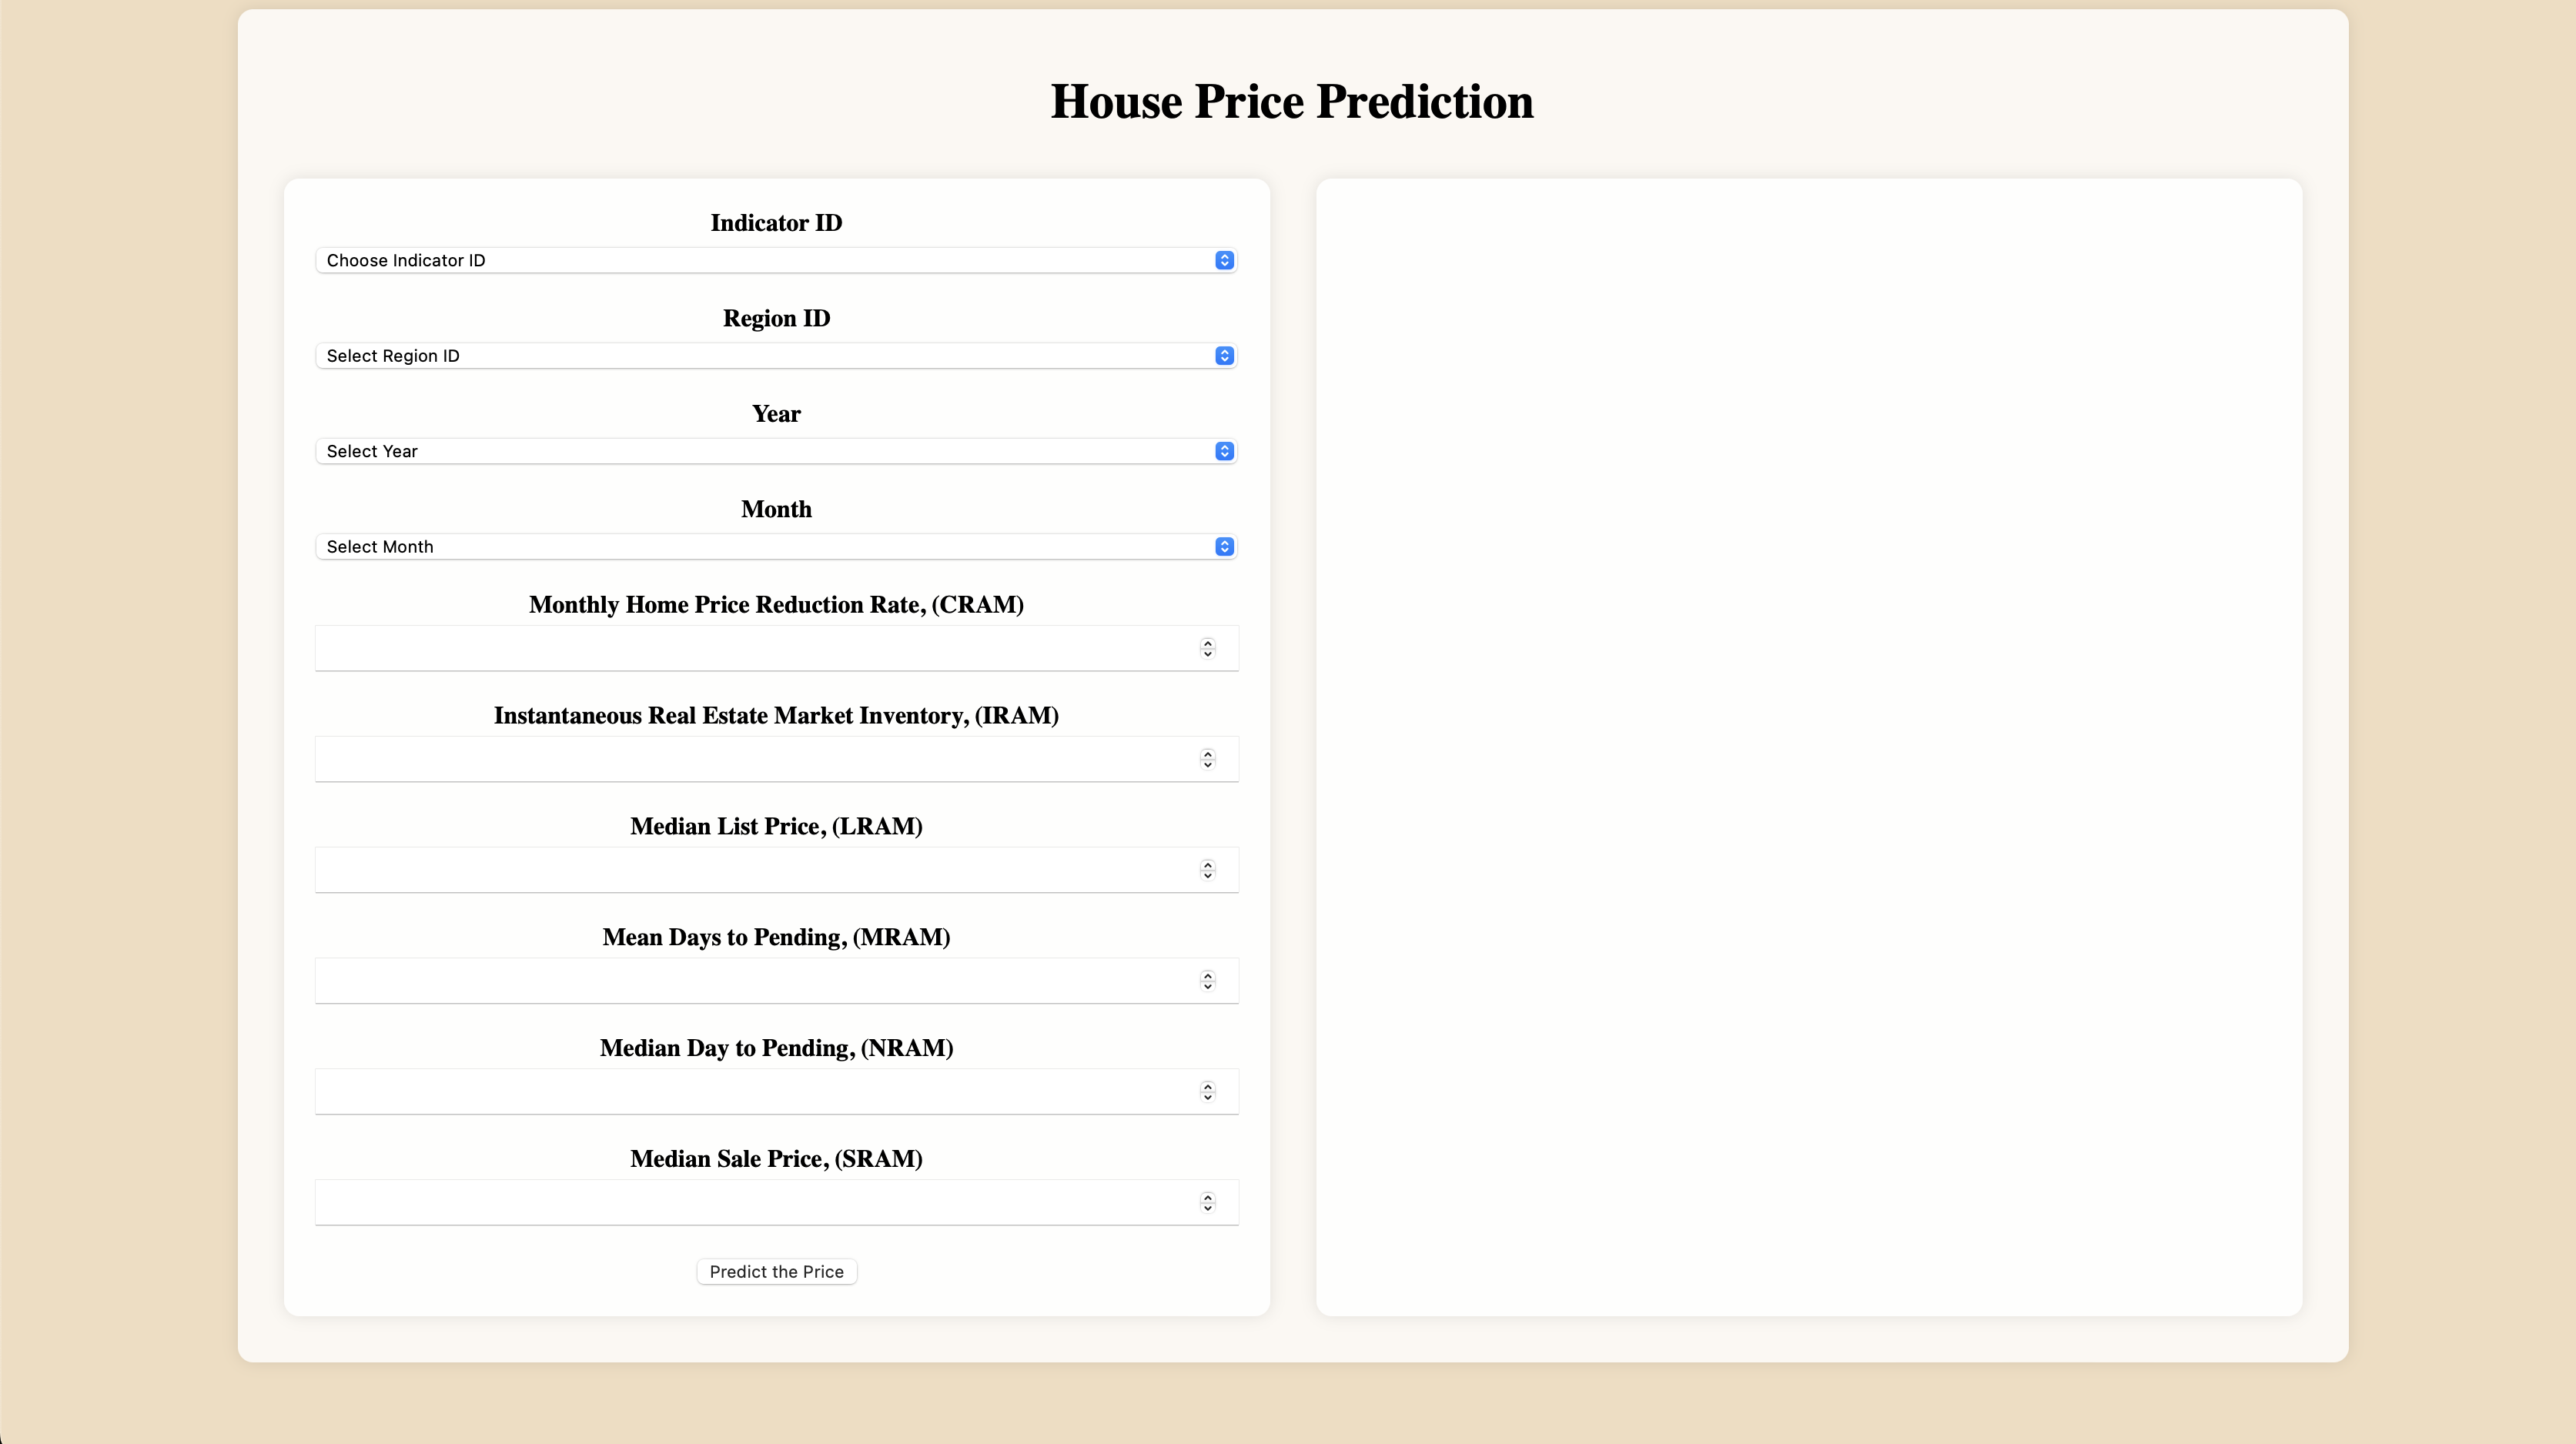 House Price Prediction
Indicator ID
Choose Indicator ID
Region ID
Select Region ID
Year
Select Year
Month
Select Month
Monthly Home Price Reduction Rate, (CRAM)
Instantaneous Real Estate Market Inventory, (IRAM)
Median List Price, (LRAM)
Mean Days to Pending, (MRAM)
Median Day to Pending, (NRAM)
Median Sale Price, (SRAM)
Predict the Price